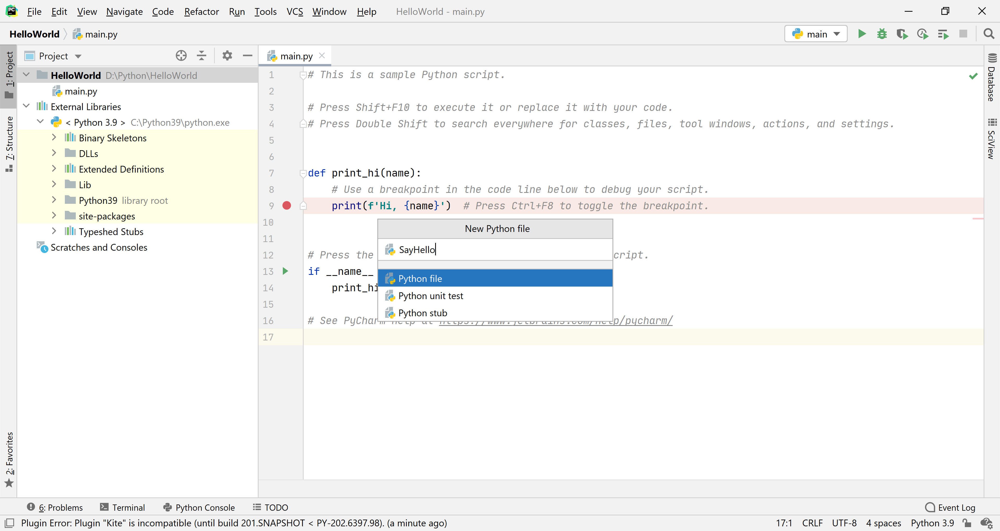 PC
File Edit View Navigate Code Refactor Run Tools VCS Window Help HelloWorld - main.py
HelloWorld main.py
main
1: Project
7: Structure
2: Favorites
Project
HelloWorld D:\Python\HelloWorld
main.py
External Libraries
< Python 3.9 > C:\Python39\python.exe
Binary Skeletons
DLLs
Extended Definitions
Lib
Python39 library root
site-packages
Typeshed Stubs
Scratches and Consoles
main.py
1 # This is a sample Python script.
2
3 # Press Shift+F10 to execute it or replace it with your code.
4 # Press Double Shift to search everywhere for classes, files, tool windows, actions, and settings.
5
6
7 def print_hi(name):
8 # Use a breakpoint in the code line below to debug your script.
9 print(f'Hi, {name}') # Press Ctrl+F8 to toggle the breakpoint.
10
11
12 # Press the cript.
13 if __name__
14 print_hi
15
16 # See PyCharm help at https://www.jetbrains.com/help/pycharm/
17
New Python file
SayHello
Python file
Python unit test
Python stub
Database
SciView
6: Problems Terminal Python Console TODO Event Log
Plugin Error: Plugin "Kite" is incompatible (until build 201.SNAPSHOT < PY-202.6397.98). (a minute ago) 17:1 CRLF UTF-8 4 spaces Python 3.9